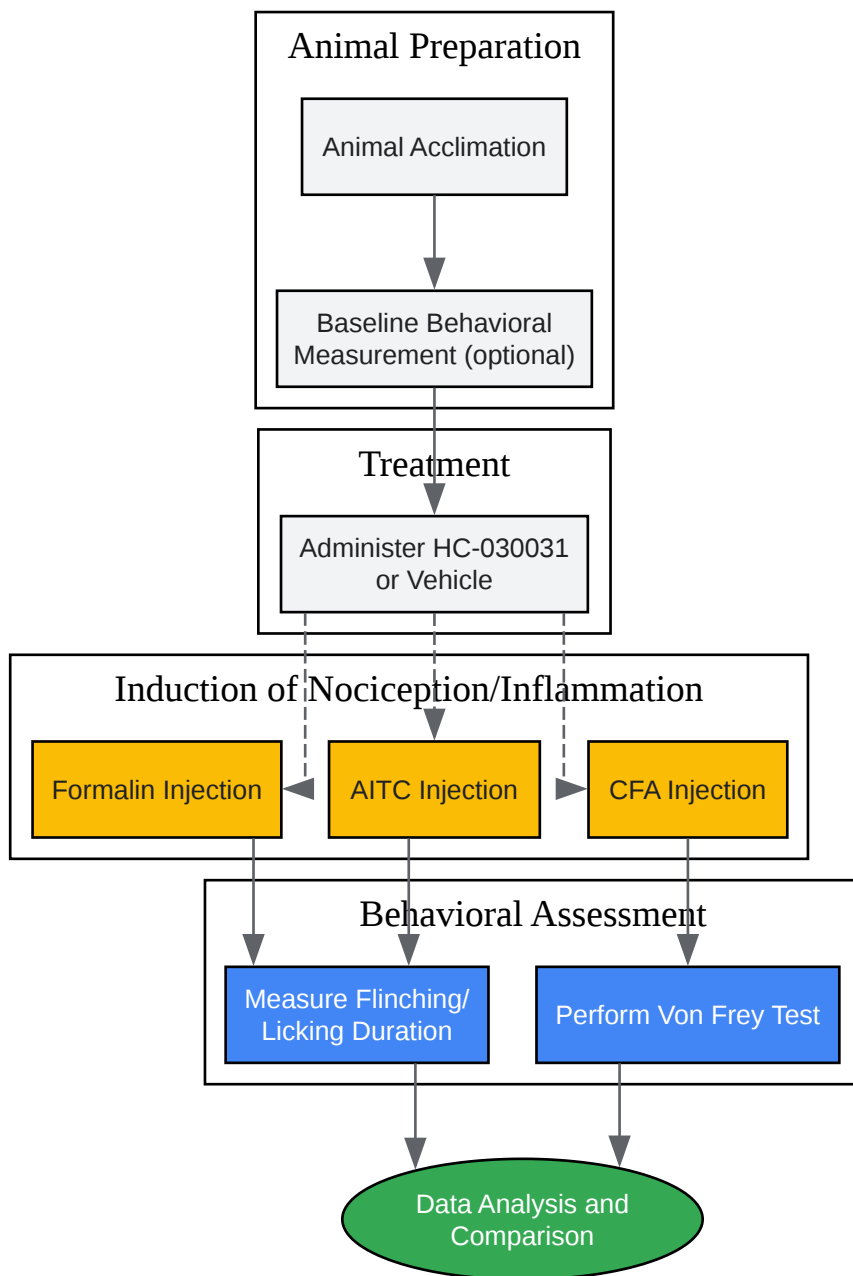 Animal Preparation
Animal Acclimation
Baseline Behavioral
Measurement (optional)
Treatment
Administer HC-030031
or Vehicle
Induction of Nociception/Inflammation
Formalin Injection
AITC Injection
CFA Injection
Behavioral Assessment
Measure Flinching/
Licking Duration
Perform Von Frey Test
Data Analysis and
Comparison